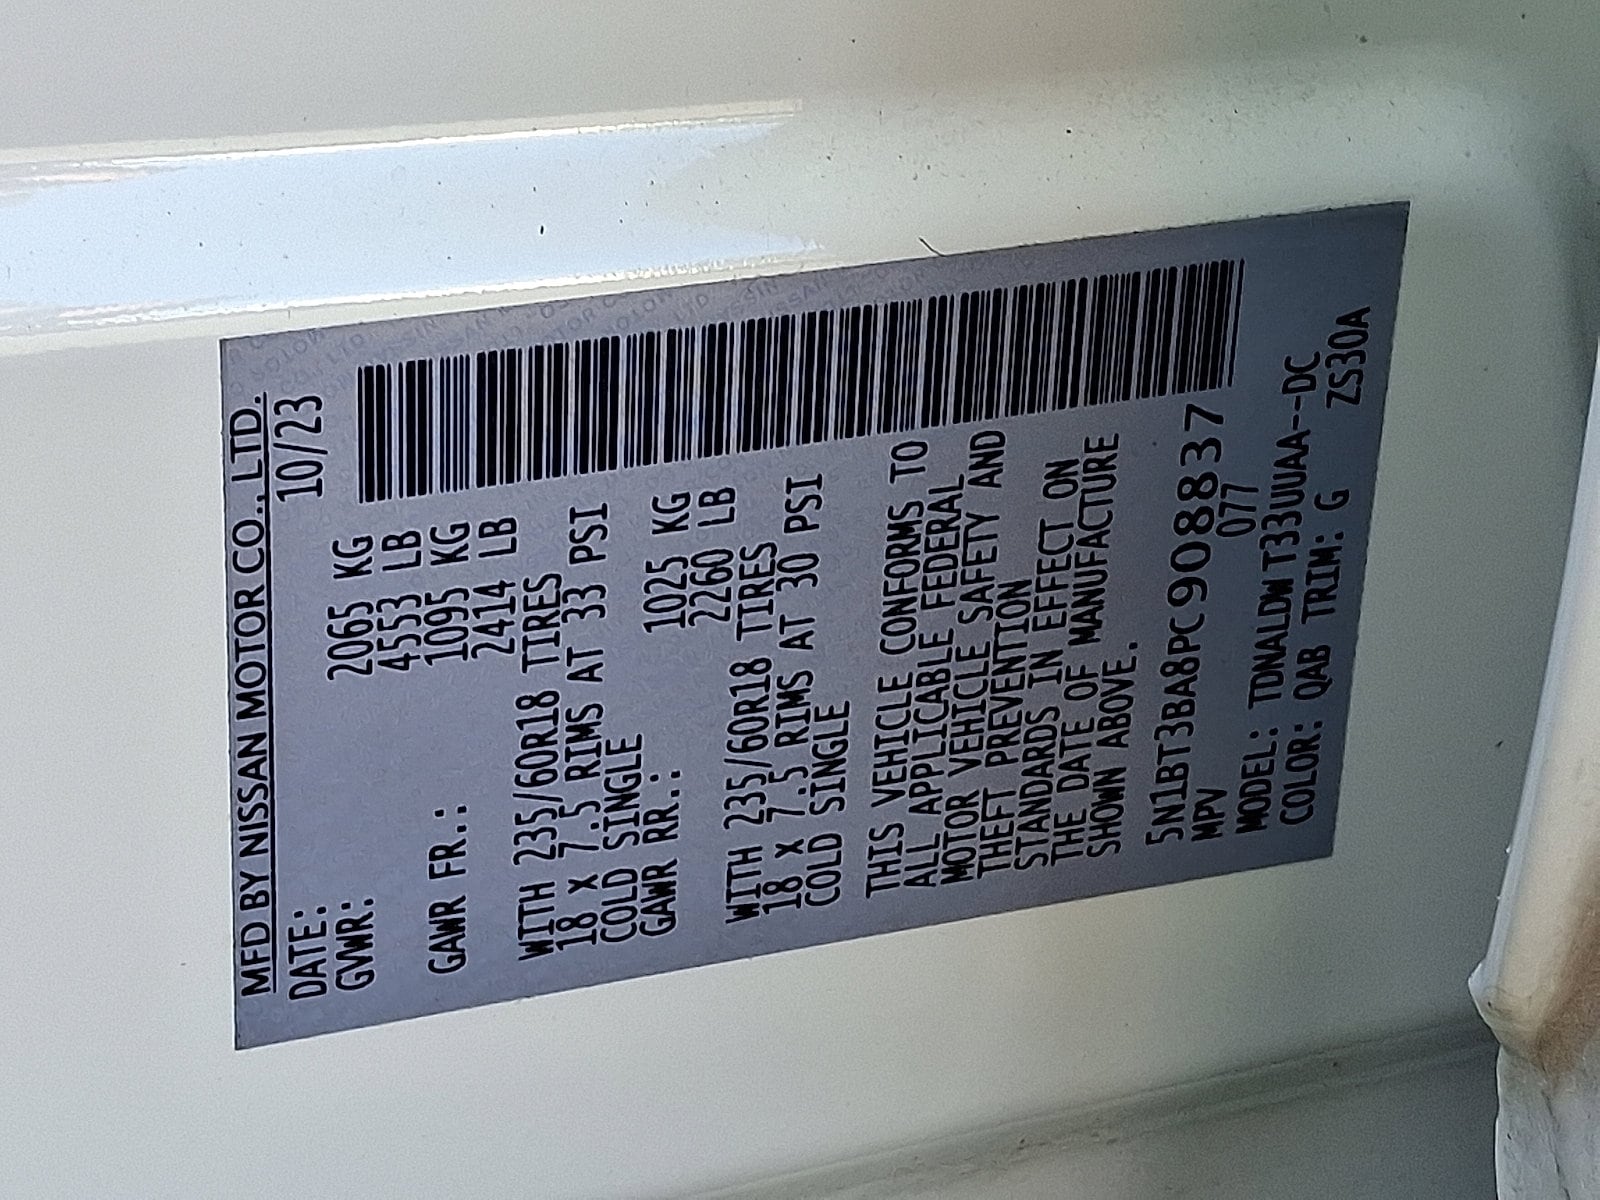 MFD BY NISSAN MOTOR CO., LTD.
DATE: 10/23
GVWR: 2065 KG
4553 LB
GAWR FR.: 1095 KG
2414 LB
WITH 235/60R18 TIRES
18 X 7.5 RIMS AT 33 PSI
COLD SINGLE
GAWR RR.: 1025 KG
2260 LB
WITH 235/60R18 TIRES
18 X 7.5 RIMS AT 30 PSI
COLD SINGLE
THIS VEHICLE CONFORMS TO
ALL APPLICABLE FEDERAL
MOTOR VEHICLE SAFETY AND
THEFT PREVENTION
STANDARDS IN EFFECT ON
THE DATE OF MANUFACTURE
SHOWN ABOVE.
5N1BT3BA8PC908837
MPV 077
MODEL: TDNALDW T33UUAA--DC
COLOR: QAB TRIM: G ZS30A